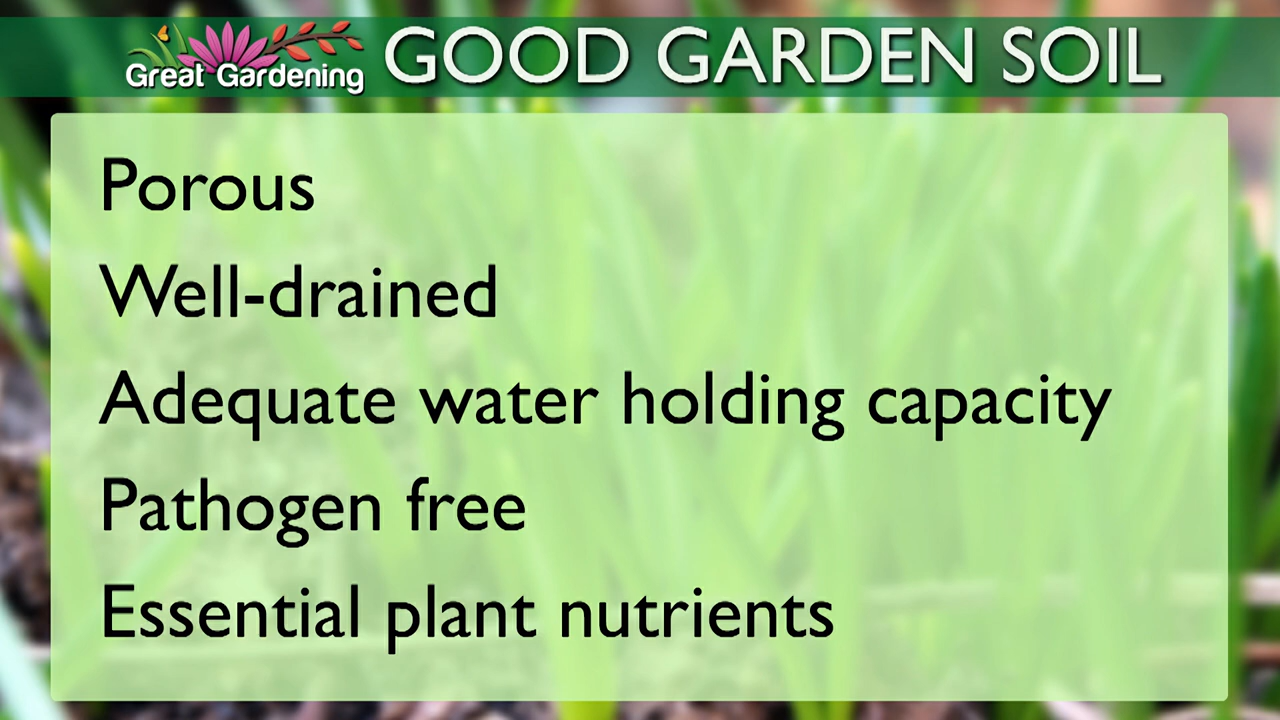 Great Gardening
GOOD GARDEN SOIL
Porous
Well-drained
Adequate water holding capacity
Pathogen free
Essential plant nutrients